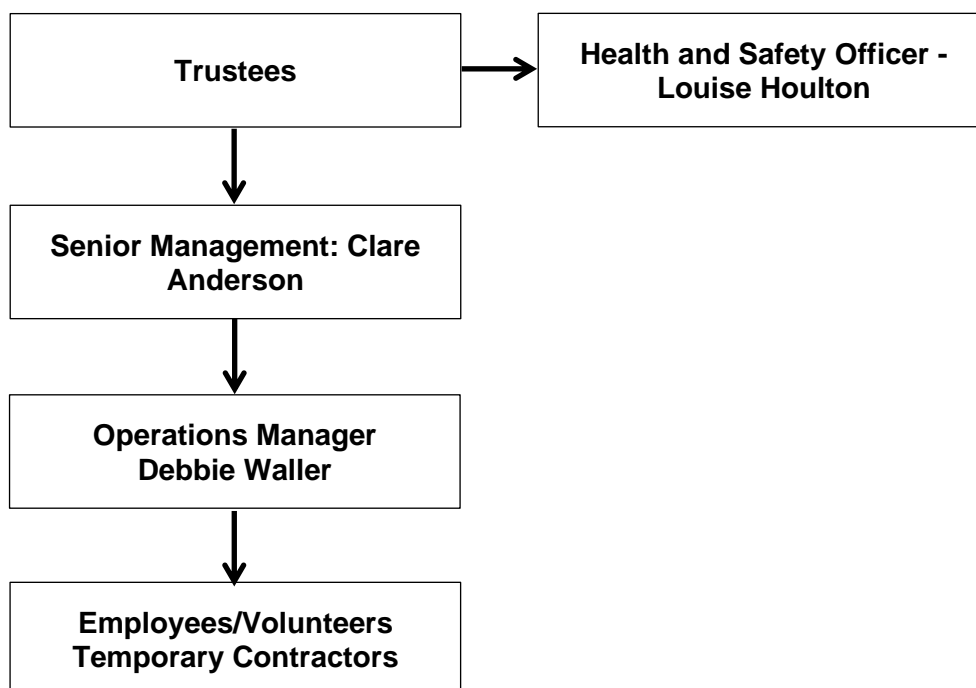 Trustees
Health and Safety Officer -
Louise Houlton
Senior Management: Clare
Anderson
Operations Manager
Debbie Waller
Employees/Volunteers
Temporary Contractors